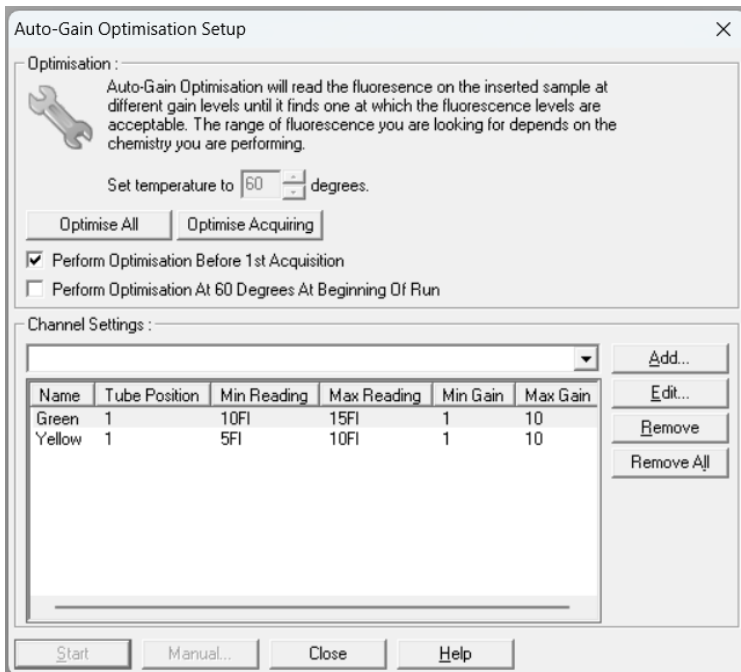 Auto-Gain Optimisation Setup
Optimisation :
Auto-Gain Optimisation will read the fluoresence on the inserted sample at
different gain levels until it finds one at which the fluorescence levels are
acceptable. The range of fluorescence you are looking for depends on the
chemistry you are performing.
Set temperature to 60 degrees.
Optimise All Optimise Acquiring
Perform Optimisation Before 1st Acquisition
Perform Optimisation At 60 Degrees At Beginning Of Run
Channel Settings :
Add...
Name Tube Position Min Reading Max Reading Min Gain Max Gain
Edit...
Green 1 10Fl 15Fl 1 10
Remove
Yellow 1 5Fl 10Fl 1 10
Remove All
Start Manual... Close Help